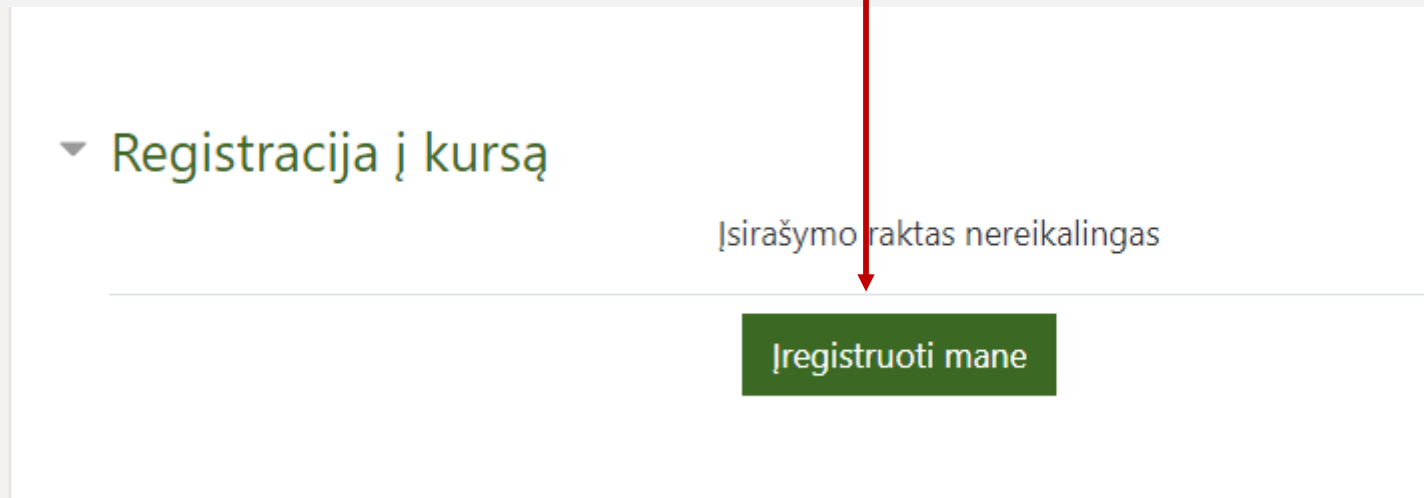 Registracija į kursą
Įsirašymo raktas nereikalingas
Įregistruoti mane